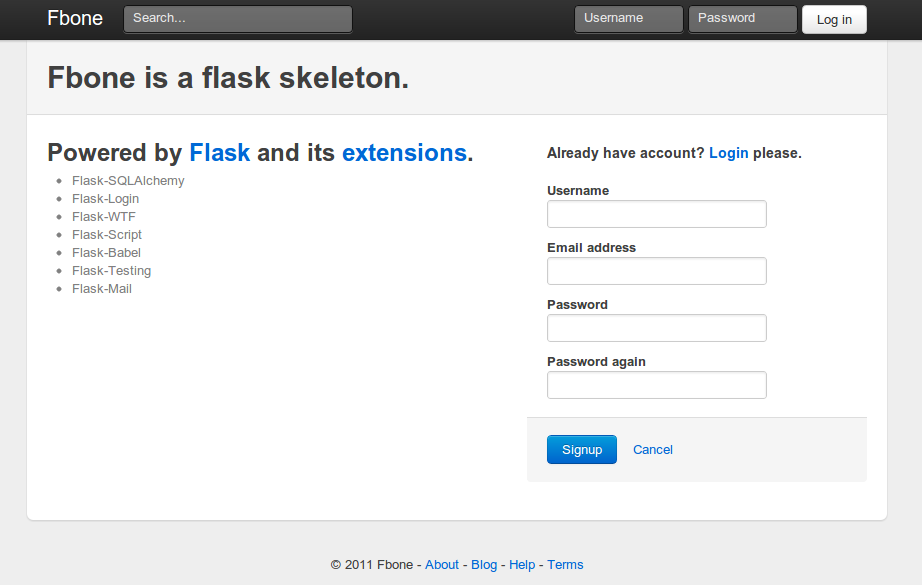 Fbone Search... Username Password Log in
Fbone is a flask skeleton.
Powered by Flask and its extensions.
Flask-SQLAlchemy
Flask-Login
Flask-WTF
Flask-Script
Flask-Babel
Flask-Testing
Flask-Mail
Already have account? Login please.
Username
Email address
Password
Password again
Signup Cancel
© 2011 Fbone - About - Blog - Help - Terms